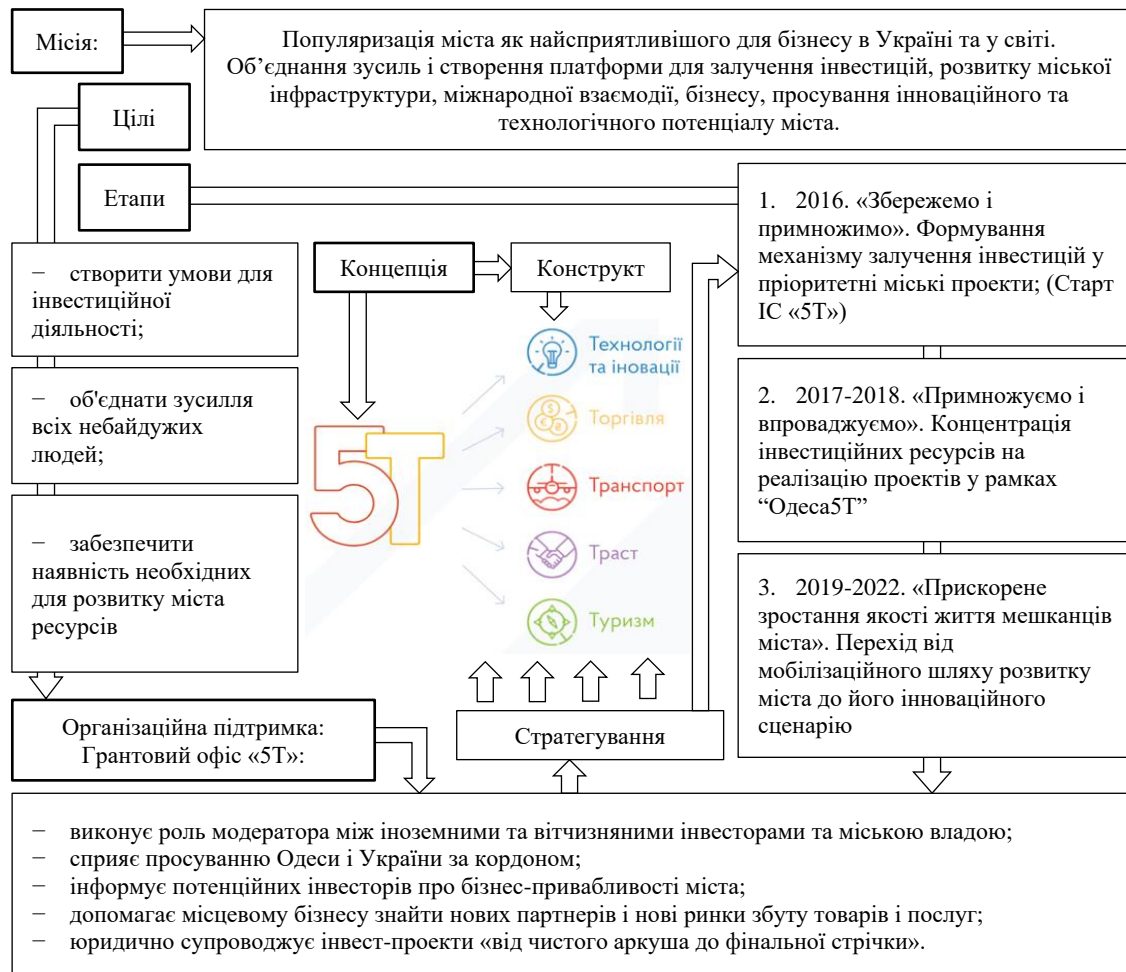 Місія:
Популяризація міста як найсприятливішого для бізнесу в Україні та у світі.
Об’єднання зусиль і створення платформи для залучення інвестицій, розвитку міської
інфраструктури, міжнародної взаємодії, бізнесу, просування інноваційного та
технологічного потенціалу міста.
Цілі
Етапи
− створити умови для
інвестиційної
діяльності;
− об'єднати зусилля
всіх небайдужих
людей;
− забезпечити
наявність необхідних
для розвитку міста
ресурсів
Концепція
Конструкт
5Т
Технології
та іновації
Торгівля
Транспорт
Траст
Туризм
1. 2016. «Збережемо і
примножимо». Формування
механізму залучення інвестицій у
пріоритетні міські проекти; (Старт
ІС «5Т»)
2. 2017-2018. «Примножуємо і
впроваджуємо». Концентрація
інвестиційних ресурсів на
реалізацію проектів у рамках
“Одеса5Т”
3. 2019-2022. «Прискорене
зростання якості життя мешканців
міста». Перехід від
мобілізаційного шляху розвитку
міста до його інноваційного
сценарію
Організаційна підтримка:
Грантовий офіс «5Т»:
Стратегування
− виконує роль модератора між іноземними та вітчизняними інвесторами та міською владою;
− сприяє просуванню Одеси і України за кордоном;
− інформує потенційних інвесторів про бізнес-привабливості міста;
− допомагає місцевому бізнесу знайти нових партнерів і нові ринки збуту товарів і послуг;
− юридично супроводжує інвест-проекти «від чистого аркуша до фінальної стрічки».